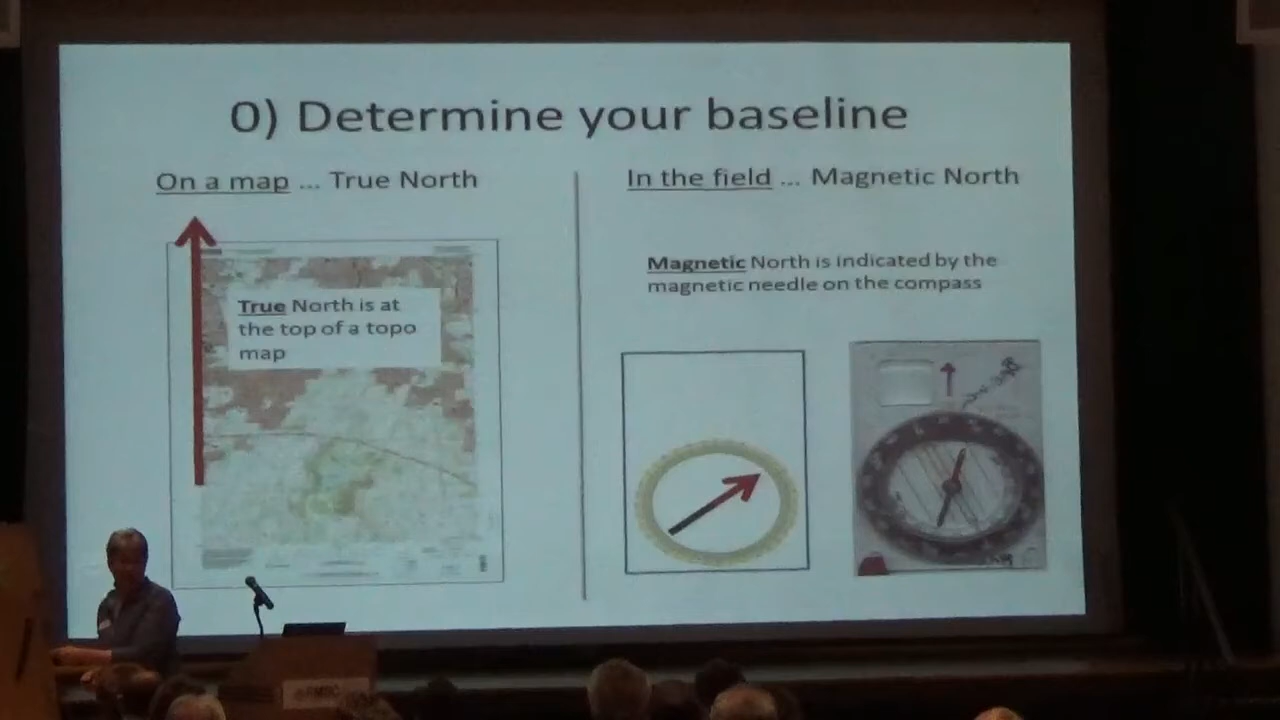 0) Determine your baseline
On a map ... True North
True North is at
the top of a topo
map
In the field ... Magnetic North
Magnetic North is indicated by the
magnetic needle on the compass